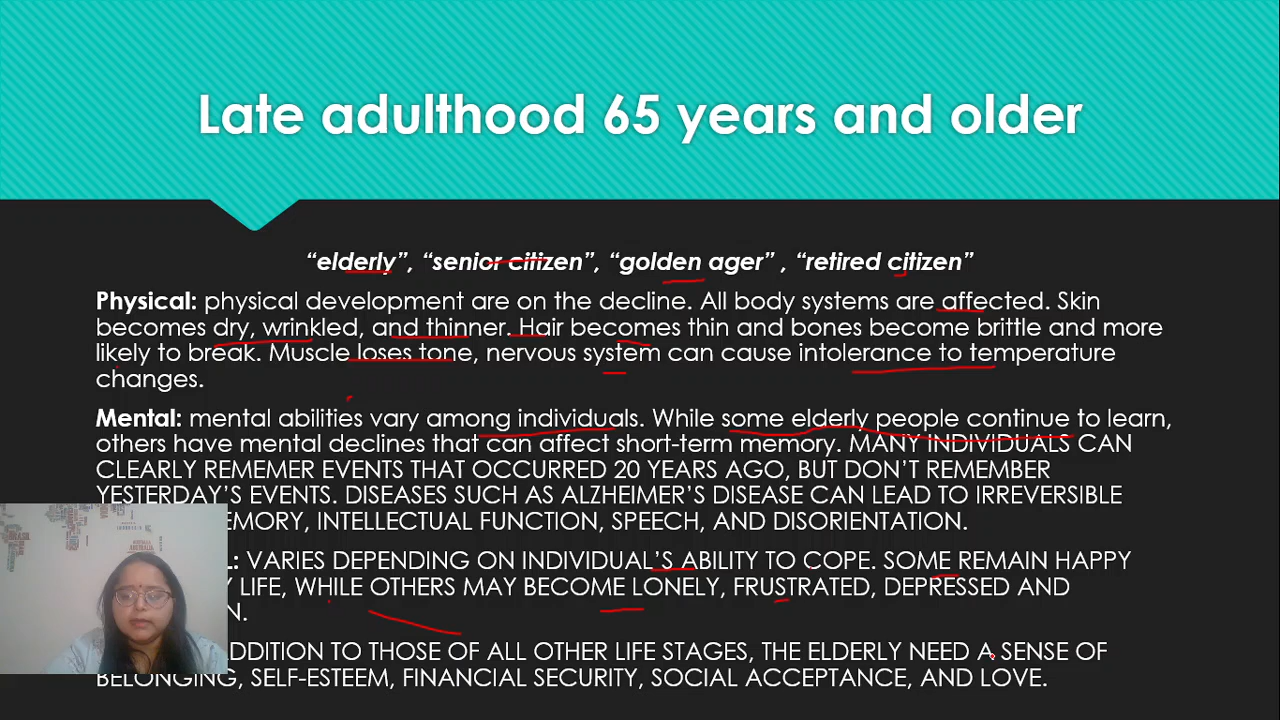 Late adulthood 65 years and older
“elderly”, “senior citizen”, “golden ager” , “retired citizen”
Physical: physical development are on the decline. All body systems are affected. Skin
becomes dry, wrinkled, and thinner. Hair becomes thin and bones become brittle and more
likely to break. Muscle loses tone, nervous system can cause intolerance to temperature
changes.
Mental: mental abilities vary among individuals. While some elderly people continue to learn,
others have mental declines that can affect short-term memory. MANY INDIVIDUALS CAN
CLEARLY REMEMER EVENTS THAT OCCURRED 20 YEARS AGO, BUT DON’T REMEMBER
YESTERDAY’S EVENTS. DISEASES SUCH AS ALZHEIMER’S DISEASE CAN LEAD TO IRREVERSIBLE
EMORY, INTELLECTUAL FUNCTION, SPEECH, AND DISORIENTATION.
L: VARIES DEPENDING ON INDIVIDUAL’S ABILITY TO COPE. SOME REMAIN HAPPY
LIFE, WHILE OTHERS MAY BECOME LONELY, FRUSTRATED, DEPRESSED AND
N.
DDITION TO THOSE OF ALL OTHER LIFE STAGES, THE ELDERLY NEED A SENSE OF
BELONGING, SELF-ESTEEM, FINANCIAL SECURITY, SOCIAL ACCEPTANCE, AND LOVE.